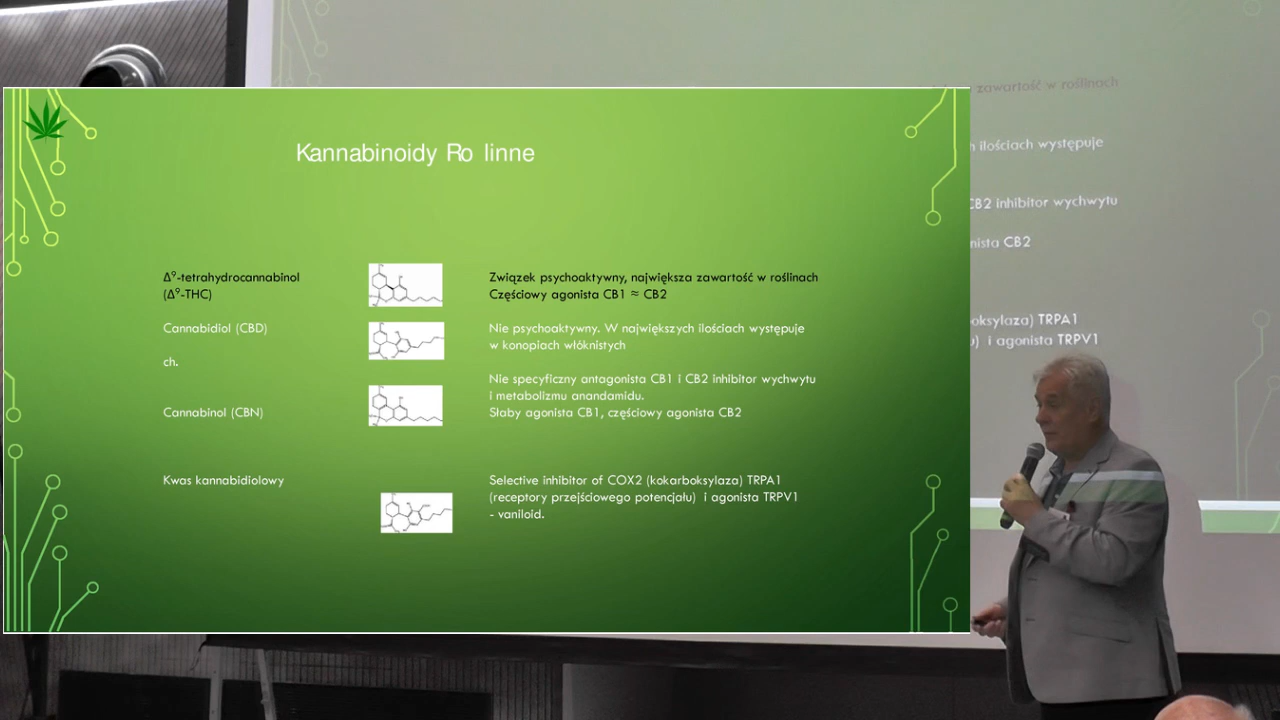 Kannabinoidy Ro linne
Δ⁹-tetrahydrocannabinol
(Δ⁹-THC)
Związek psychoaktywny, największa zawartość w roślinach
Częściowy agonista CB1 ≈ CB2
Cannabidiol (CBD)
Nie psychoaktywny. W największych ilościach występuje
w konopiach włóknistych
ch.
Nie specyficzny antagonista CB1 i CB2 inhibitor wychwytu
i metabolizmu anandamidu.
Cannabinol (CBN)
Słaby agonista CB1, częściowy agonista CB2
Kwas kannabidiolowy
Selective inhibitor of COX2 (kokarboksylaza) TRPA1
(receptory przejściowego potencjału) i agonista TRPV1
- vaniloid.
zawartość w roślinach
h ilościach występuje
CB2 inhibitor wychwytu
nista CB2
oksylaza) TRPA1
u) i agonista TRPV1